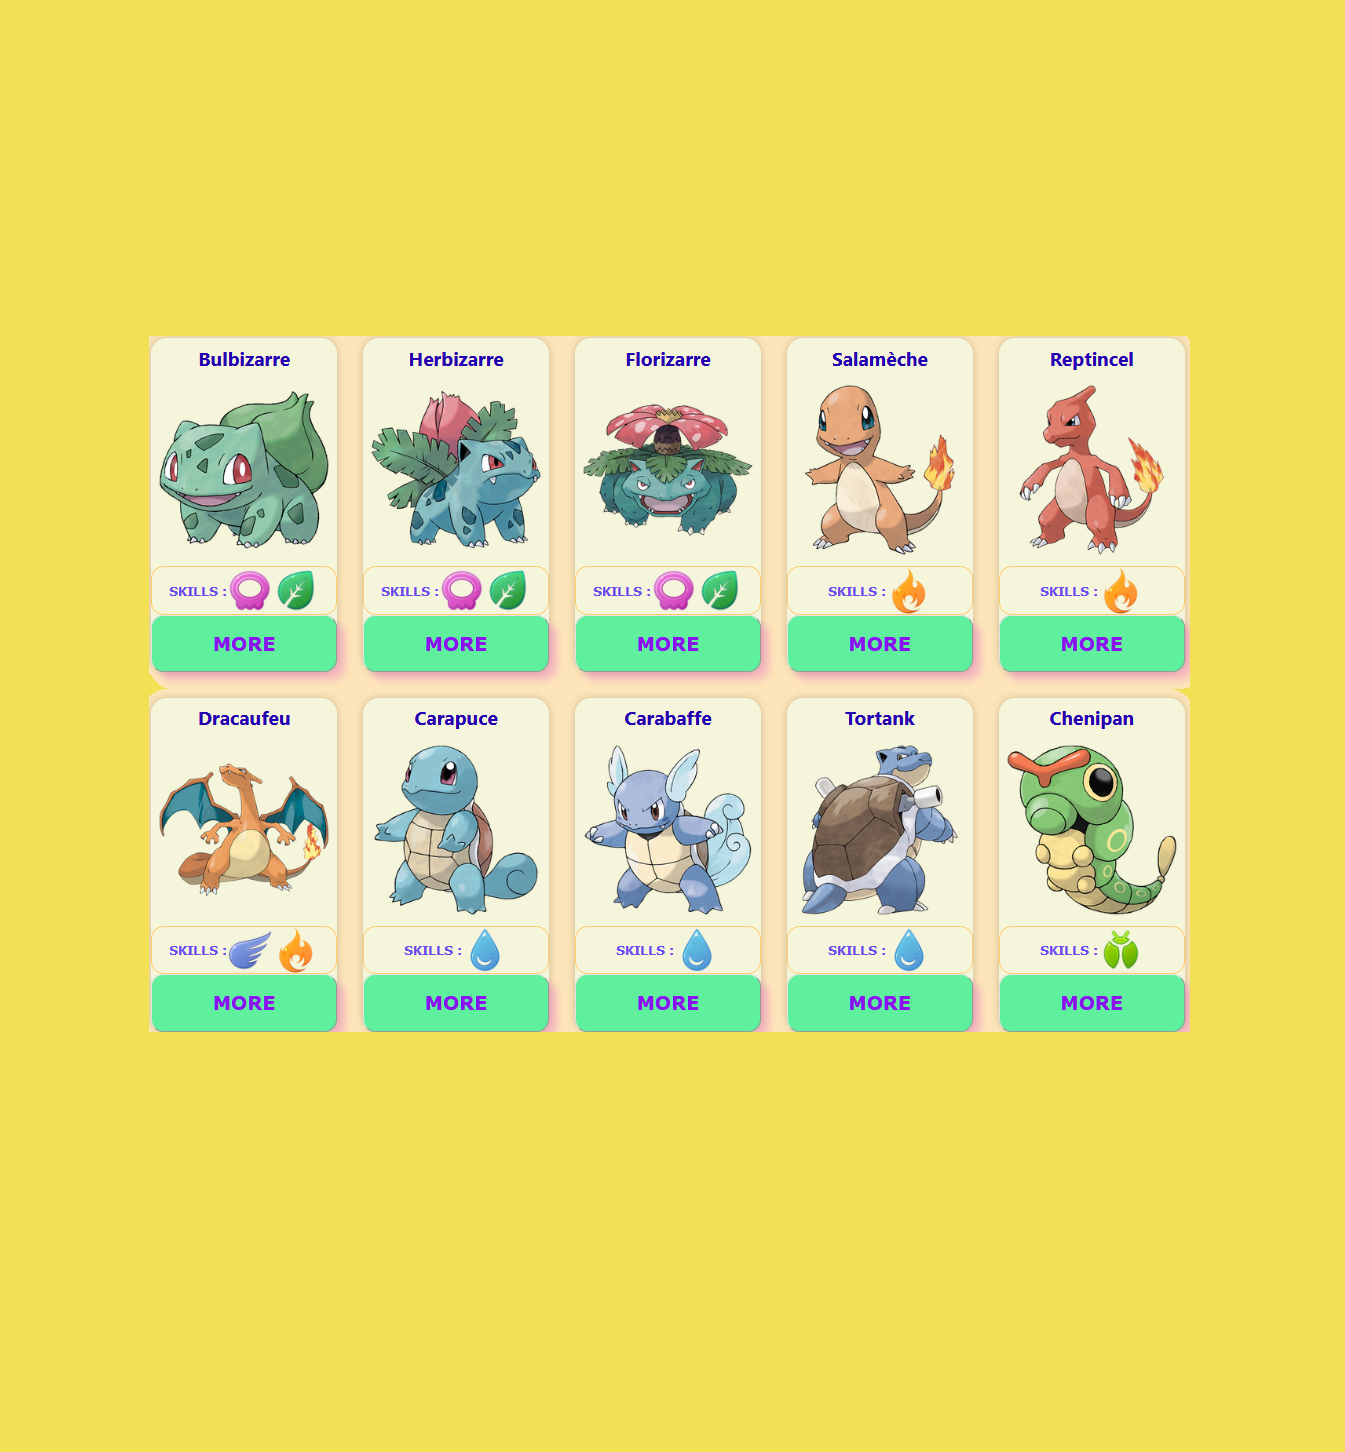 Bulbizarre
Herbizarre
Florizarre
Salamèche
Reptincel
SKILLS :
SKILLS :
SKILLS :
SKILLS :
SKILLS :
MORE
MORE
MORE
MORE
MORE
Dracaufeu
Carapuce
Carabaffe
Tortank
Chenipan
SKILLS :
SKILLS :
SKILLS :
SKILLS :
SKILLS :
MORE
MORE
MORE
MORE
MORE